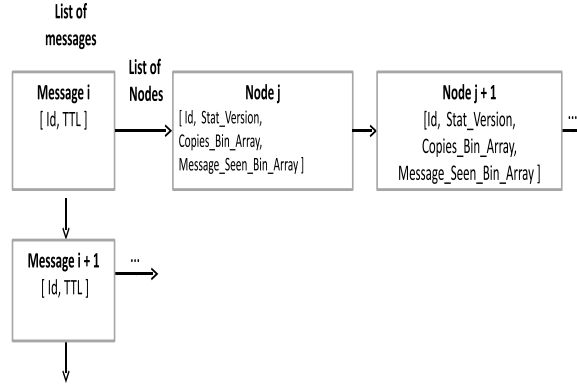 List of
messages
List of
Nodes
Message i
[ Id, TTL ]
Node j
[ Id, Stat_Version,
Copies_Bin_Array,
Message_Seen_Bin_Array ]
Node j + 1
[Id, Stat_Version,
Copies_Bin_Array,
Message_Seen_Bin_Array ]
...
Message i + 1
[ Id, TTL ]
...